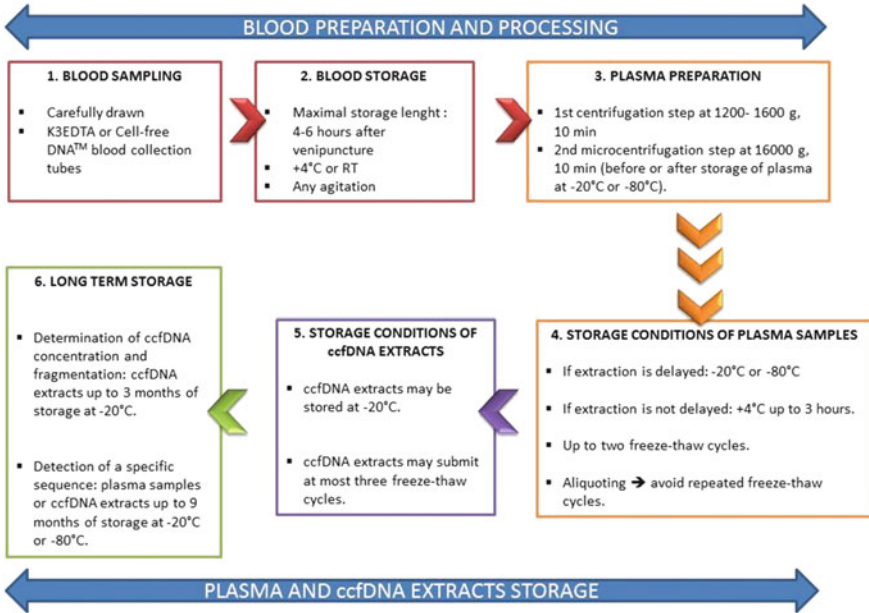 BLOOD PREPARATION AND PROCESSING
1. BLOOD SAMPLING
▪ Carefully drawn
▪ K3EDTA or Cell-free
DNA™ blood collection
tubes
2. BLOOD STORAGE
▪ Maximal storage lenght :
4-6 hours after
venipuncture
▪ +4°C or RT
▪ Any agitation
3. PLASMA PREPARATION
▪ 1st centrifugation step at 1200- 1600 g,
10 min
▪ 2nd microcentrifugation step at 16000 g,
10 min (before or after storage of plasma
at -20°C or -80°C).
4. STORAGE CONDITIONS OF PLASMA SAMPLES
▪ If extraction is delayed: -20°C or -80°C
▪ If extraction is not delayed: +4°C up to 3 hours.
▪ Up to two freeze-thaw cycles.
▪ Aliquoting ➔ avoid repeated freeze-thaw
cycles.
5. STORAGE CONDITIONS OF
ccfDNA EXTRACTS
▪ ccfDNA extracts may be
stored at -20°C.
▪ ccfDNA extracts may submit
at most three freeze-thaw
cycles.
6. LONG TERM STORAGE
▪ Determination of ccfDNA
concentration and
fragmentation: ccfDNA
extracts up to 3 months of
storage at -20°C.
▪ Detection of a specific
sequence: plasma samples
or ccfDNA extracts up to 9
months of storage at -20°C
or -80°C.
PLASMA AND ccfDNA EXTRACTS STORAGE